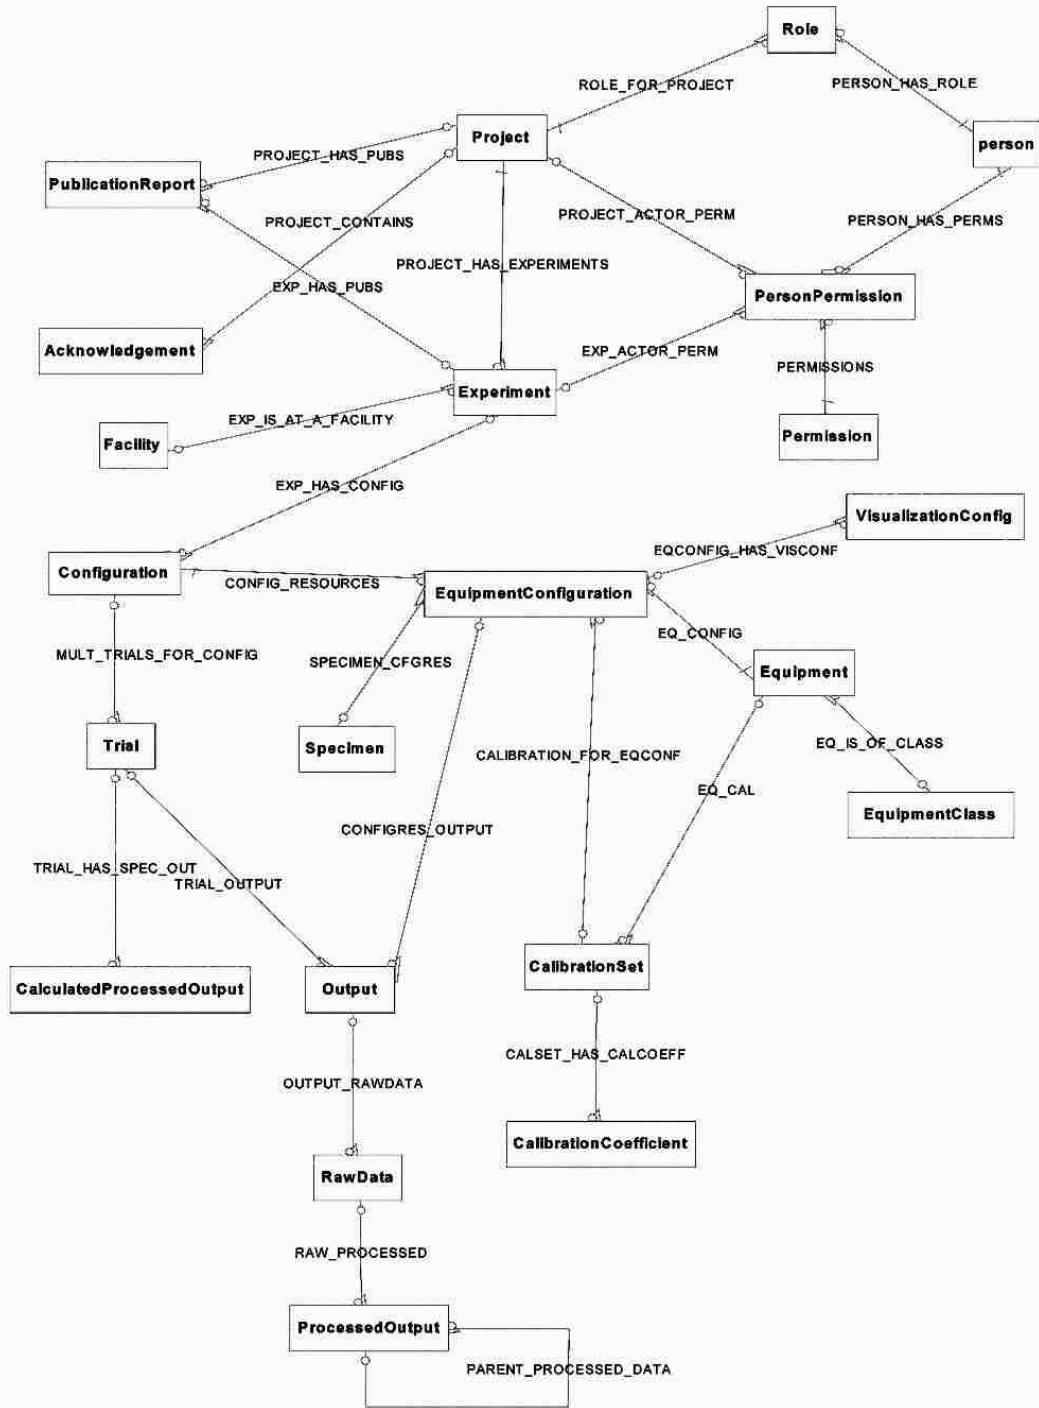 Role
ROLE_FOR_PROJECT
PERSON_HAS_ROLE
Project
person
PROJECT_HAS_PUBS
PublicationReport
PROJECT_CONTAINS
PROJECT_ACTOR_PERM
PERSON_HAS_PERMS
PROJECT_HAS_EXPERIMENTS
EXP_HAS_PUBS
PersonPermission
Acknowledgement
EXP_ACTOR_PERM
PERMISSIONS
Experiment
EXP_IS_AT_A_FACILITY
Facility
Permission
EXP_HAS_CONFIG
VisualizationConfig
EQCONFIG_HAS_VISCONF
Configuration
CONFIG_RESOURCES
EquipmentConfiguration
EQ_CONFIG
MULT_TRIALS_FOR_CONFIG
SPECIMEN_CFGRES
Equipment
Trial
Specimen
CALIBRATION_FOR_EQCONF
EQ_IS_OF_CLASS
EQ_CAL
EquipmentClass
CONFIGRES_OUTPUT
TRIAL_HAS_SPEC_OUT
TRIAL_OUTPUT
CalibrationSet
CalculatedProcessedOutput
Output
CALSET_HAS_CALCOEFF
OUTPUT_RAWDATA
CalibrationCoefficient
RawData
RAW_PROCESSED
ProcessedOutput
PARENT_PROCESSED_DATA